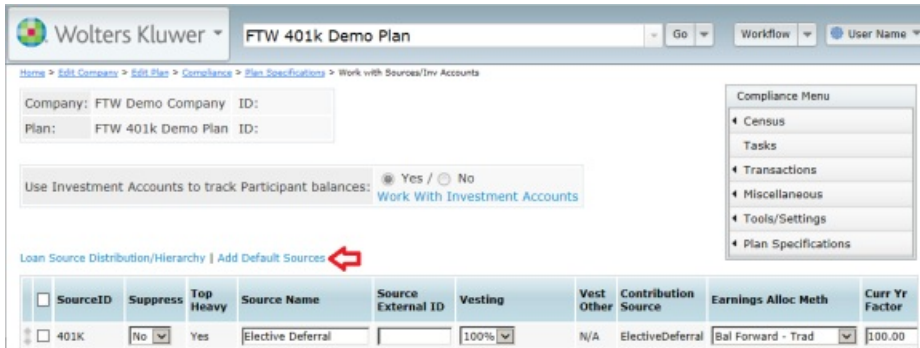 Wolters Kluwer FTW 401k Demo Plan Go Workflow User Name
Home > Edit Company > Edit Plan > Compliance > Plan Specifications > Work with Sources/Inv Accounts
Company: FTW Demo Company ID:
Plan: FTW 401k Demo Plan ID:
Use Investment Accounts to track Participant balances: Yes / No
Work With Investment Accounts
Compliance Menu
Census
Tasks
Transactions
Miscellaneous
Tools/Settings
Plan Specifications
Loan Source Distribution/Hierarchy | Add Default Sources
SourceID Suppress Top Heavy Source Name Source External ID Vesting Vest Other Contribution Source Earnings Alloc Meth Curr Yr Factor
401K No Yes Elective Deferral 100% N/A ElectiveDeferral Bal Forward - Trad 100.00